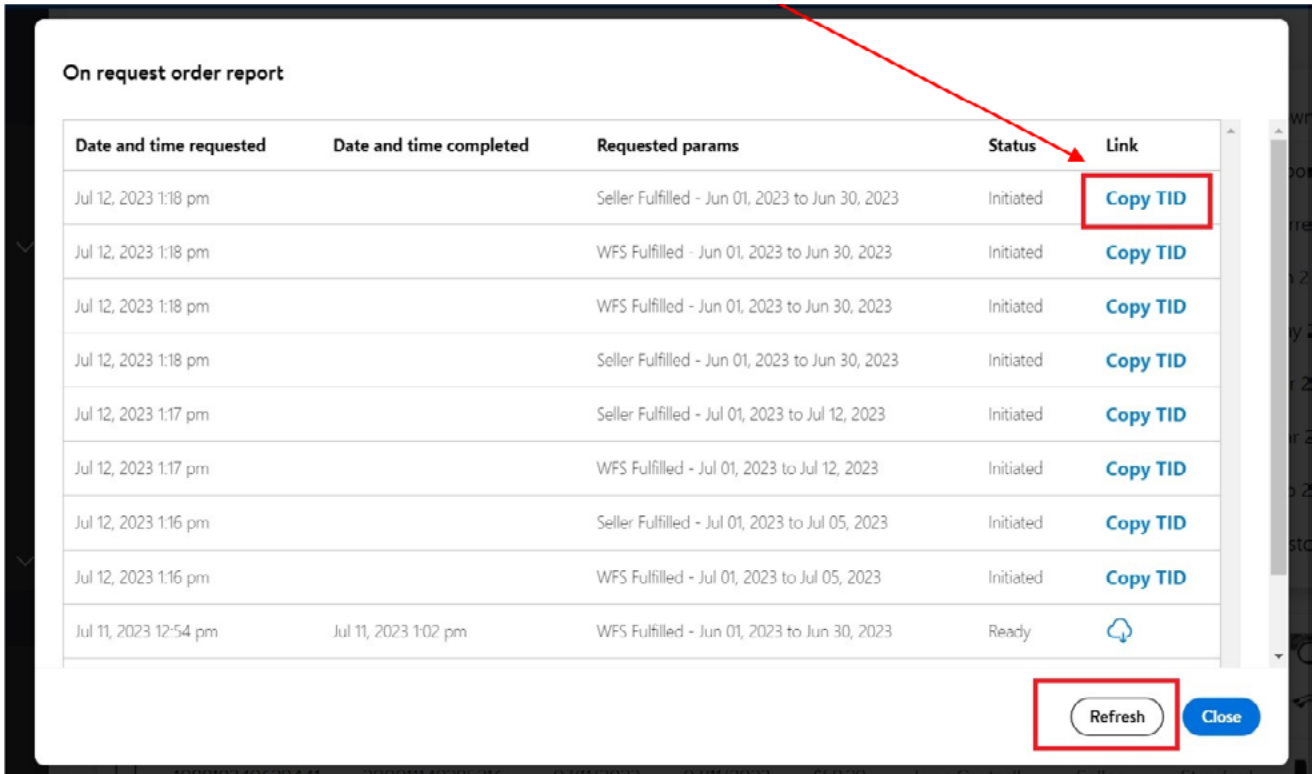 On request order report
Date and time requested Date and time completed Requested params Status Link
Jul 12, 2023 1:18 pm Seller Fulfilled - Jun 01, 2023 to Jun 30, 2023 Initiated Copy TID
Jul 12, 2023 1:18 pm WFS Fulfilled - Jun 01, 2023 to Jun 30, 2023 Initiated Copy TID
Jul 12, 2023 1:18 pm WFS Fulfilled - Jun 01, 2023 to Jun 30, 2023 Initiated Copy TID
Jul 12, 2023 1:18 pm Seller Fulfilled - Jun 01, 2023 to Jun 30, 2023 Initiated Copy TID
Jul 12, 2023 1:17 pm Seller Fulfilled - Jul 01, 2023 to Jul 12, 2023 Initiated Copy TID
Jul 12, 2023 1:17 pm WFS Fulfilled - Jul 01, 2023 to Jul 12, 2023 Initiated Copy TID
Jul 12, 2023 1:16 pm Seller Fulfilled - Jul 01, 2023 to Jul 05, 2023 Initiated Copy TID
Jul 12, 2023 1:16 pm WFS Fulfilled - Jul 01, 2023 to Jul 05, 2023 Initiated Copy TID
Jul 11, 2023 12:54 pm Jul 11, 2023 1:02 pm WFS Fulfilled - Jun 01, 2023 to Jun 30, 2023 Ready
Refresh Close